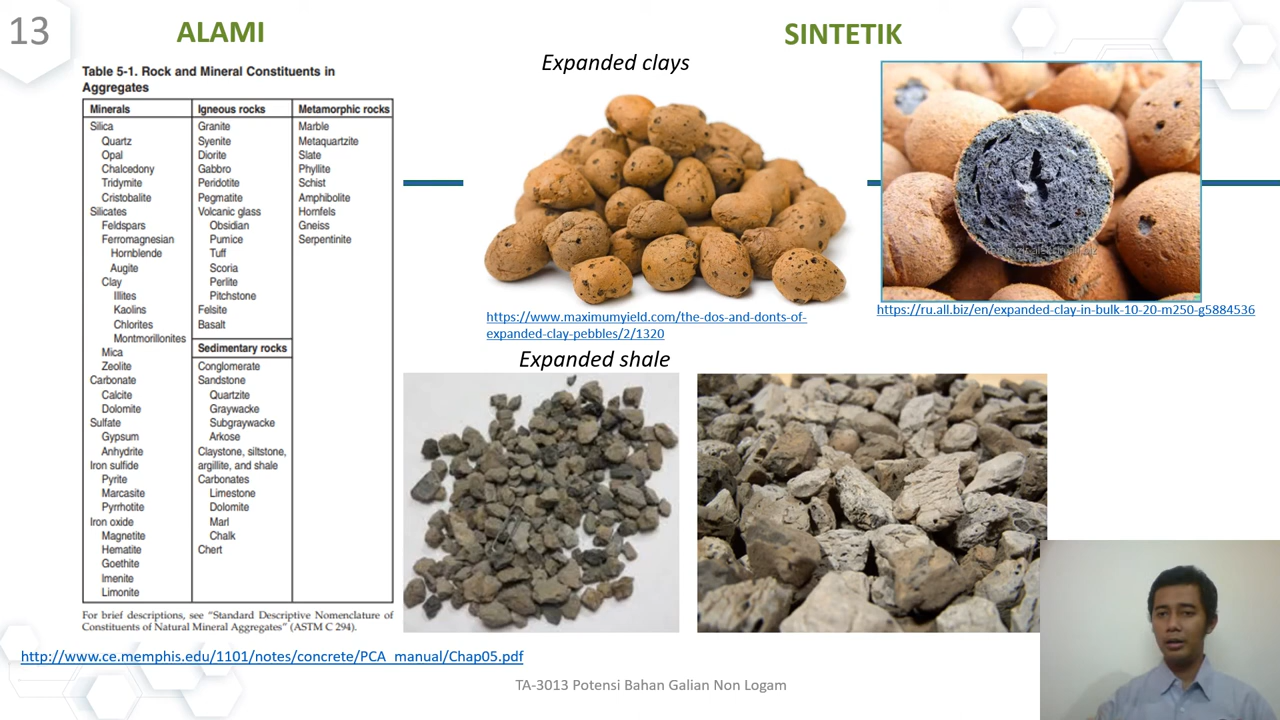 13
ALAMI
SINTETIK
Table 5-1. Rock and Mineral Constituents in
Aggregates
Minerals
Silica
Quartz
Opal
Chalcedony
Tridymite
Cristobalite
Silicates
Feldspars
Ferromagnesian
Hornblende
Augite
Clay
Illites
Kaolins
Chlorites
Montmorillonites
Mica
Zeolite
Carbonate
Calcite
Dolomite
Sulfate
Gypsum
Anhydrite
Iron sulfide
Pyrite
Marcasite
Pyrrhotite
Iron oxide
Magnetite
Hematite
Goethite
Imenite
Limonite
Igneous rocks
Granite
Syenite
Diorite
Gabbro
Peridotite
Pegmatite
Volcanic glass
Obsidian
Pumice
Tuff
Scoria
Perlite
Pitchstone
Felsite
Basalt
Sedimentary rocks
Conglomerate
Sandstone
Quartzite
Graywacke
Subgraywacke
Arkose
Claystone, siltstone,
argillite, and shale
Carbonates
Limestone
Dolomite
Marl
Chalk
Chert
Metamorphic rocks
Marble
Metaquartzite
Slate
Phyllite
Schist
Amphibolite
Hornfels
Gneiss
Serpentinite
For brief descriptions, see "Standard Descriptive Nomenclature of
Constituents of Natural Mineral Aggregates" (ASTM C 294).
http://www.ce.memphis.edu/1101/notes/concrete/PCA_manual/Chap05.pdf
Expanded clays
https://www.maximumyield.com/the-dos-and-donts-of-
expanded-clay-pebbles/2/1320
https://ru.all.biz/en/expanded-clay-in-bulk-10-20-m250-g5884536
Expanded shale
TA-3013 Potensi Bahan Galian Non Logam